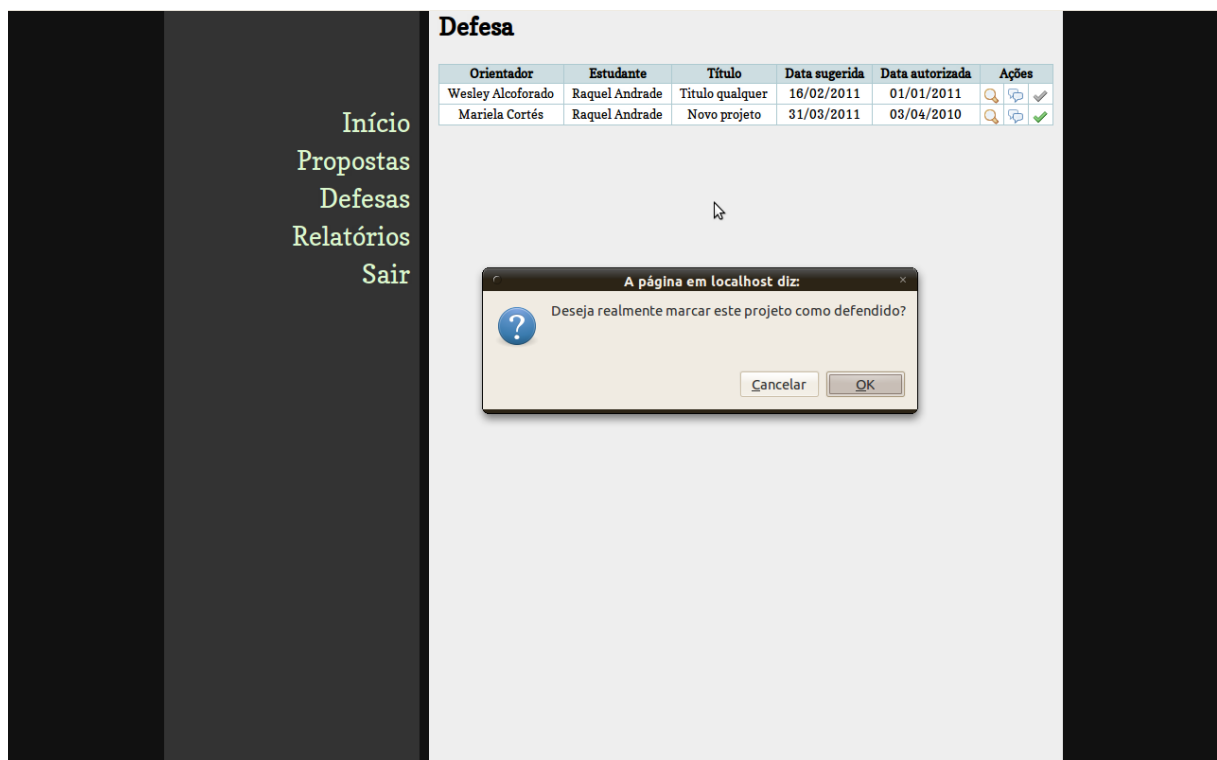 Defesa
Orientador Estudante Título Data sugerida Data autorizada Ações
Wesley Alcoforado Raquel Andrade Titulo qualquer 16/02/2011 01/01/2011
Mariela Cortés Raquel Andrade Novo projeto 31/03/2011 03/04/2010
Início
Propostas
Defesas
Relatórios
Sair
A página em localhost diz:
Deseja realmente marcar este projeto como defendido?
Cancelar OK